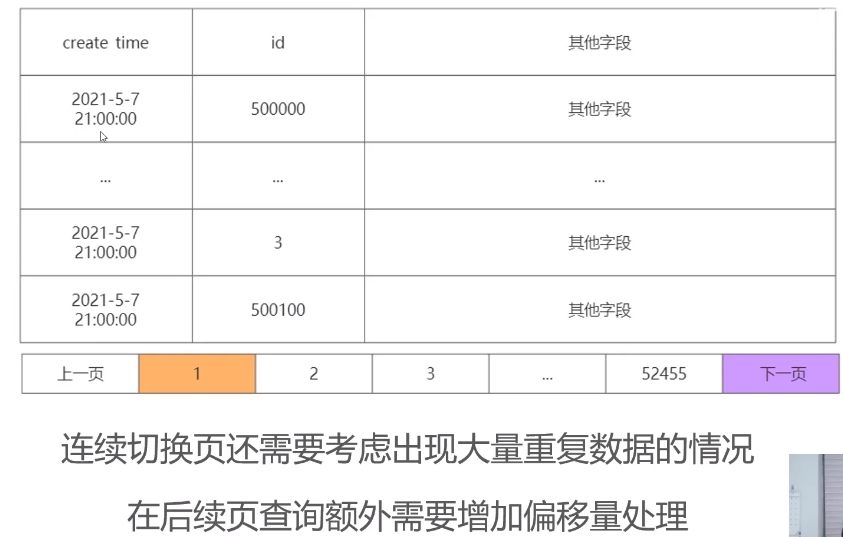 create time id 其他字段
2021-5-7
21:00:00
500000 其他字段
... ... ...
2021-5-7
21:00:00
3 其他字段
2021-5-7
21:00:00
500100 其他字段
上一页 1 2 3 ... 52455 下一页
连续切换页还需要考虑出现大量重复数据的情况
在后续页查询额外需要增加偏移量处理